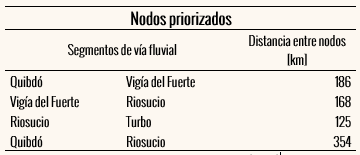 Nodos priorizados
Segmentos de vía fluvial Distancia entre nodos
[km]
Quibdó Vigía del Fuerte 186
Vigía del Fuerte Riosucio 168
Riosucio Turbo 125
Quibdó Riosucio 354